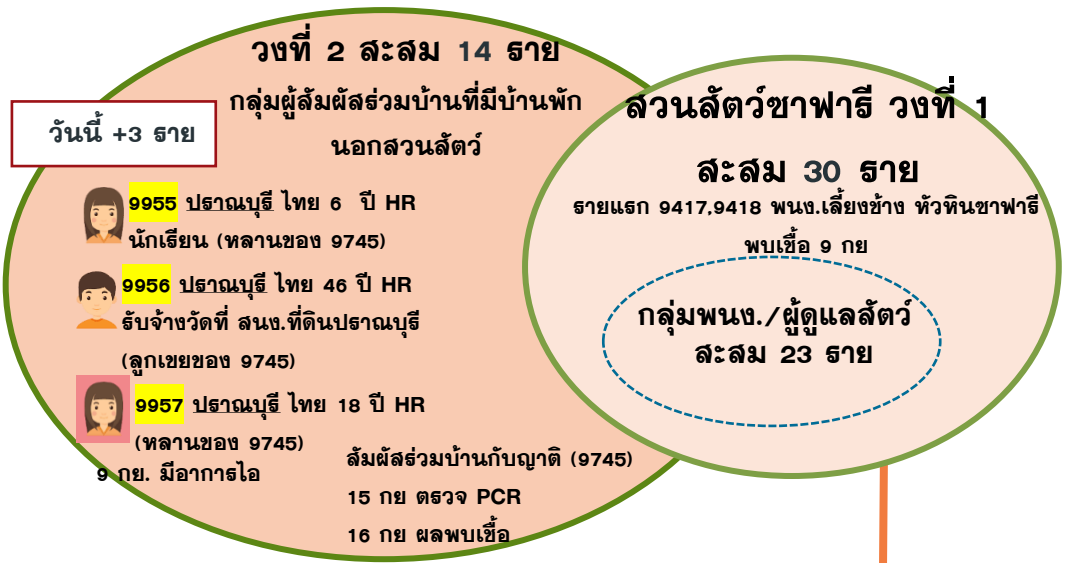 วงที่ 2 สะสม 14 ราย
กลุ่มผู้สัมผัสร่วมบ้านที่มีบ้านพัก
นอกสวนสัตว์
วันนี้ +3 ราย
9955 ปราณบุรี ไทย 6 ปี HR
นักเรียน (หลานของ 9745)
9956 ปราณบุรี ไทย 46 ปี HR
รับจ้างวัดที่ สนง.ที่ดินปราณบุรี
(ลูกเขยของ 9745)
9957 ปราณบุรี ไทย 18 ปี HR
(หลานของ 9745)
9 กย. มีอาการไอ
สัมผัสร่วมบ้านกับญาติ (9745)
15 กย ตรวจ PCR
16 กย ผลพบเชื้อ
สวนสัตว์ซาฟารี วงที่ 1
สะสม 30 ราย
รายแรก 9417,9418 พนง.เลี้ยงช้าง หัวหินซาฟารี
พบเชื้อ 9 กย
กลุ่มพนง./ผู้ดูแลสัตว์
สะสม 23 ราย